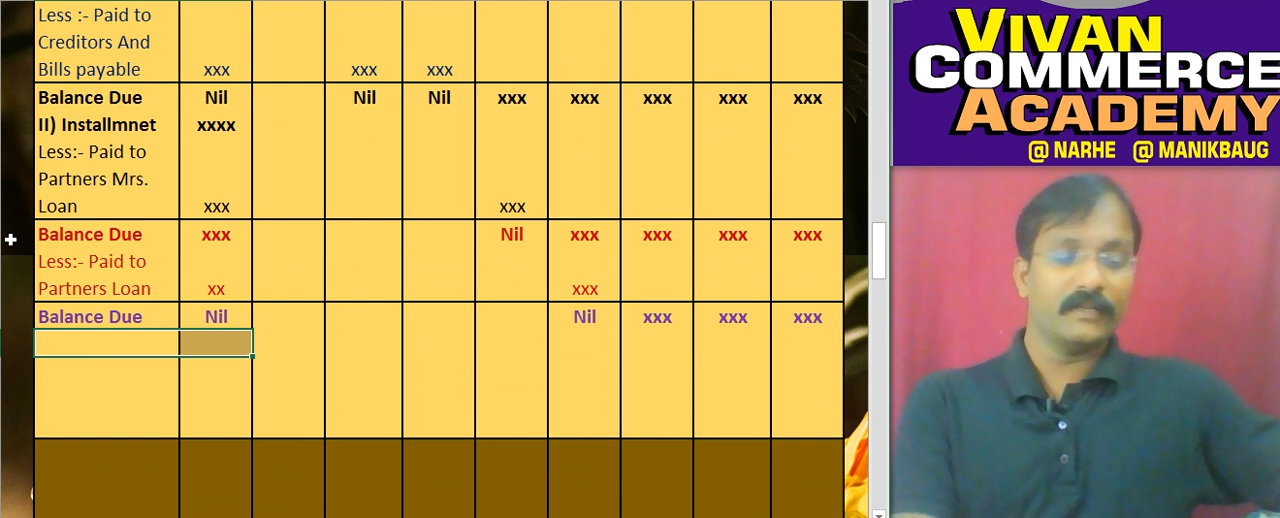 Less :- Paid to
Creditors And
Bills payable xxx xxx xxx
Balance Due Nil Nil Nil xxx xxx xxx xxx xxx
II) Installmnet xxxx
Less:- Paid to
Partners Mrs.
Loan xxx xxx
Balance Due xxx Nil xxx xxx xxx xxx
Less:- Paid to
Partners Loan xx xxx
Balance Due Nil Nil xxx xxx xxx
VIVAN
COMMERCE
ACADEMY
@ NARHE @ MANIKBAUG